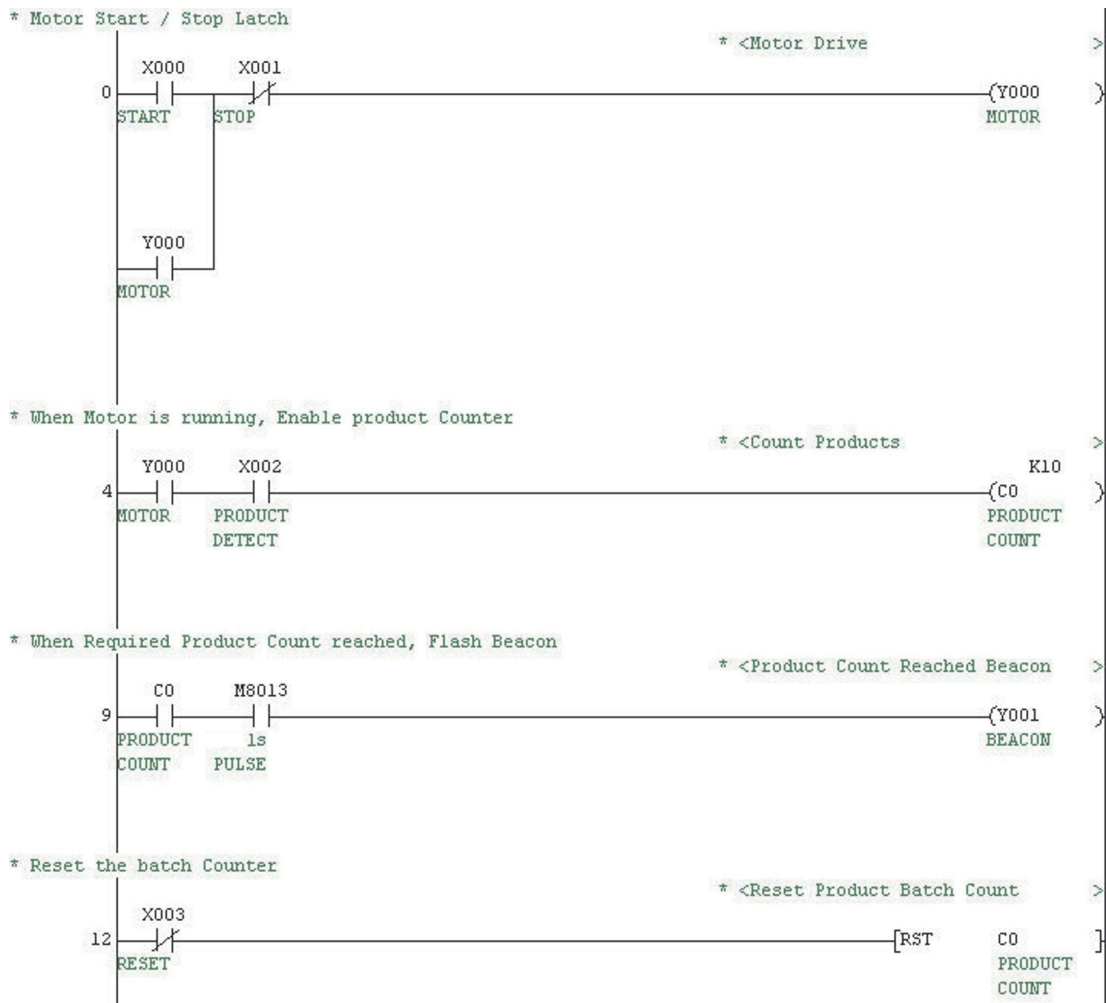 * Motor Start / Stop Latch
* <Motor Drive >
X000 X001
0 (Y000 )
START STOP MOTOR
Y000
MOTOR
* When Motor is running, Enable product Counter
* <Count Products >
Y000 X002 K10
4 (C0 )
MOTOR PRODUCT PRODUCT
DETECT COUNT
* When Required Product Count reached, Flash Beacon
* <Product Count Reached Beacon >
C0 M8013
9 (Y001 )
PRODUCT 1s BEACON
COUNT PULSE
* Reset the batch Counter
* <Reset Product Batch Count >
X003
12 [RST C0 ]
RESET PRODUCT
COUNT